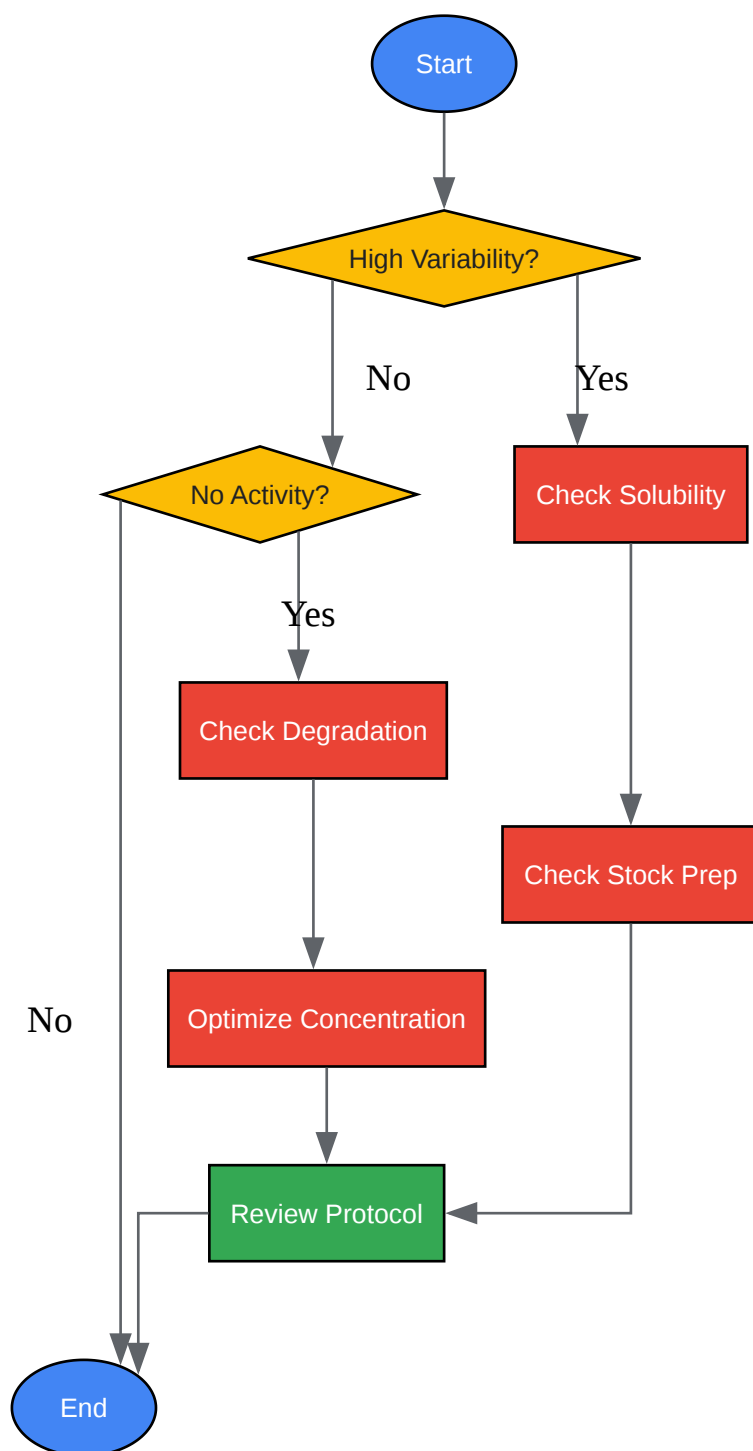 Start
High Variability?
No
Yes
No Activity?
Check Solubility
Yes
Check Degradation
Check Stock Prep
No
Optimize Concentration
Review Protocol
End